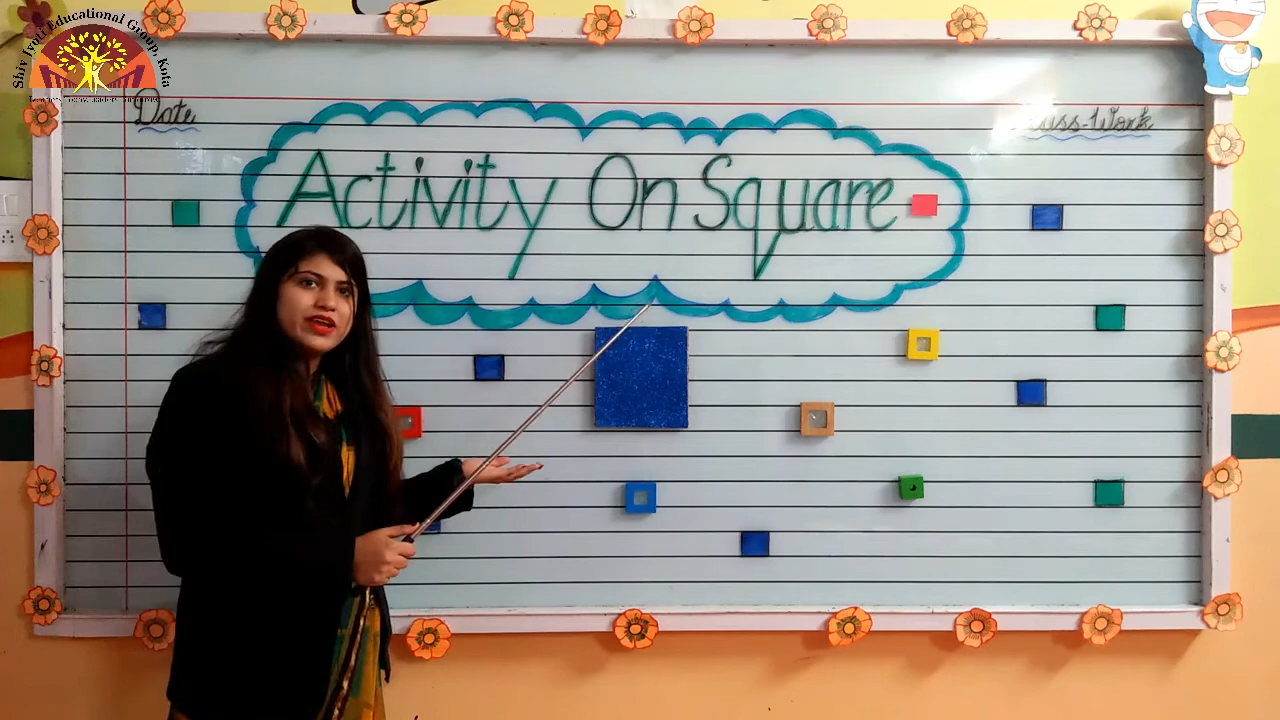 Shiv Jyoti Educational Group, Kota
Date
Class-Work
Activity On Square